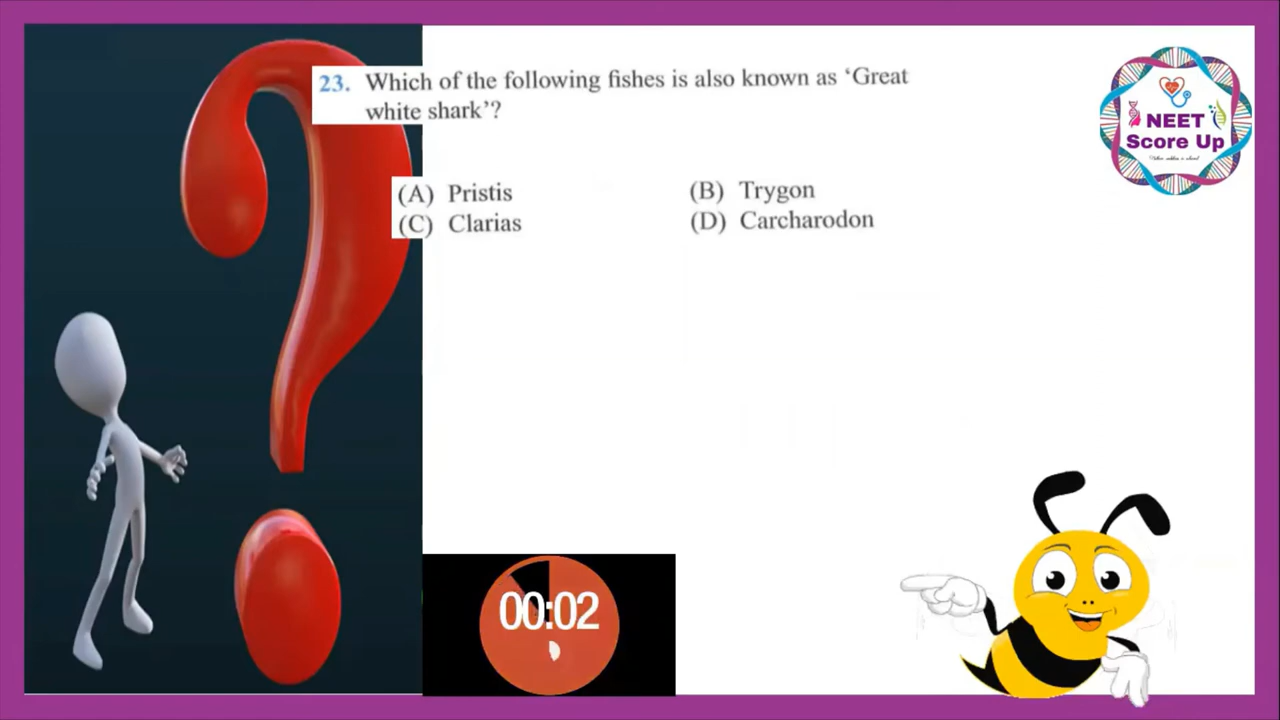 23. Which of the following fishes is also known as ‘Great
white shark’?
(A) Pristis (B) Trygon
(C) Clarias (D) Carcharodon
NEET
Score Up
00:02